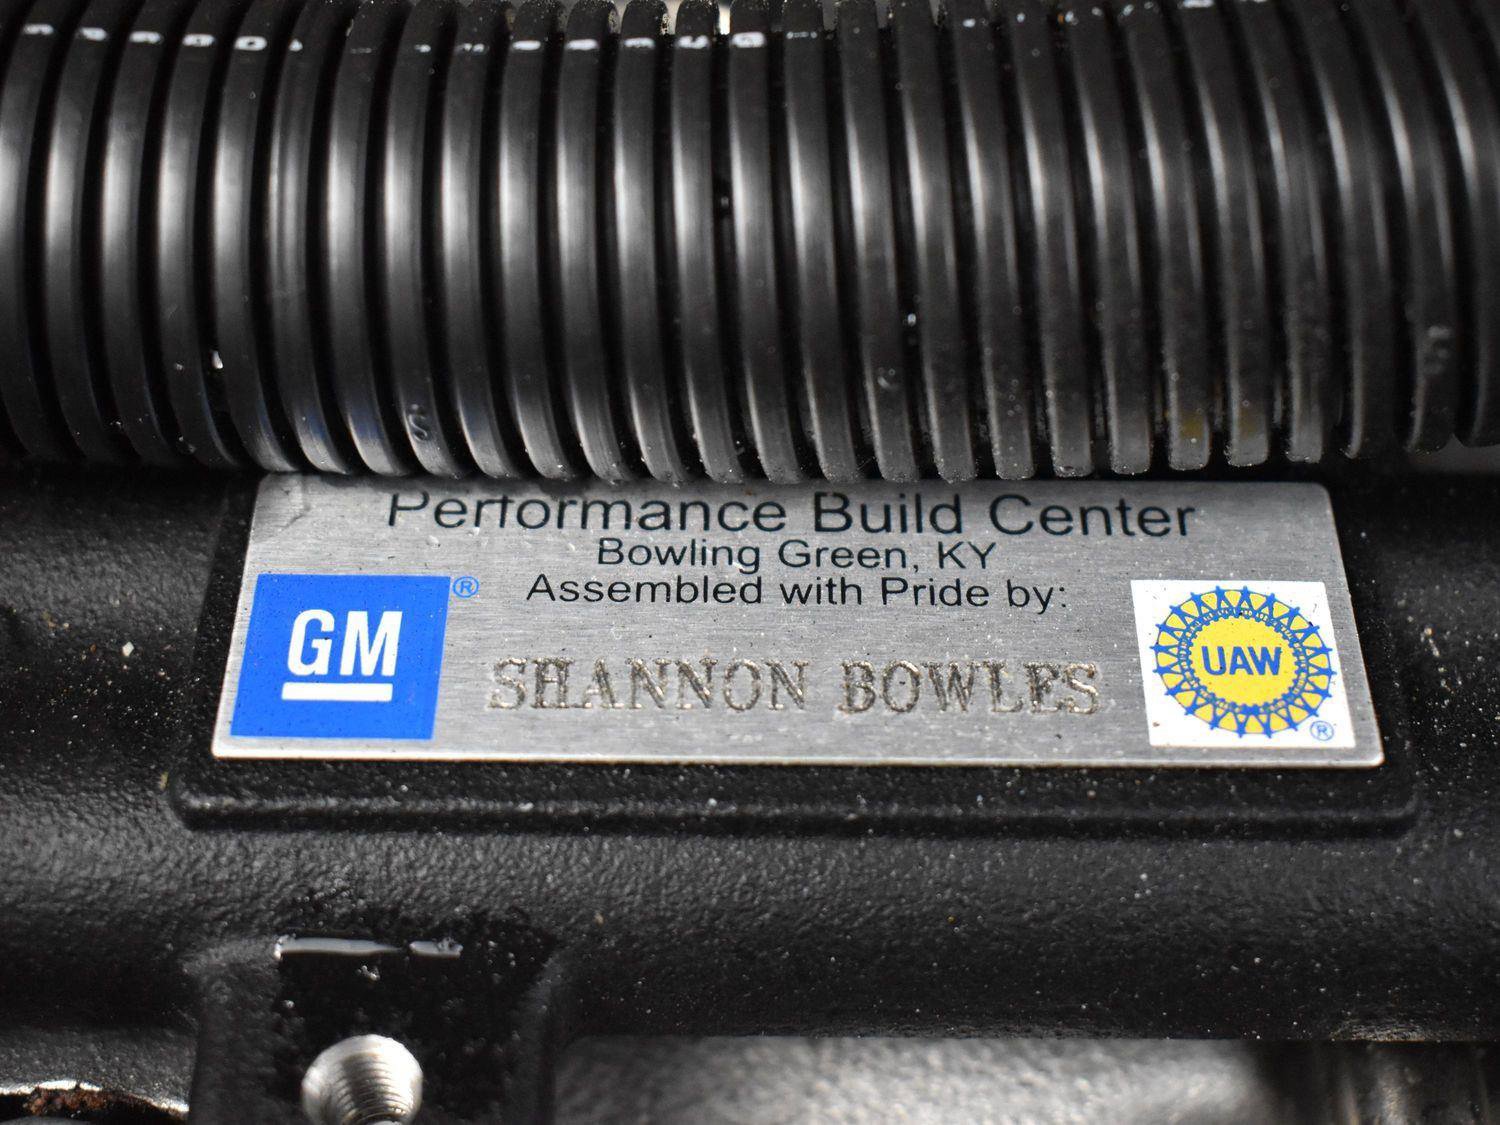 Performance Build Center
Bowling Green, KY
Assembled with Pride by:
GM ®
SHANNON BOWLES
UAW
®
S